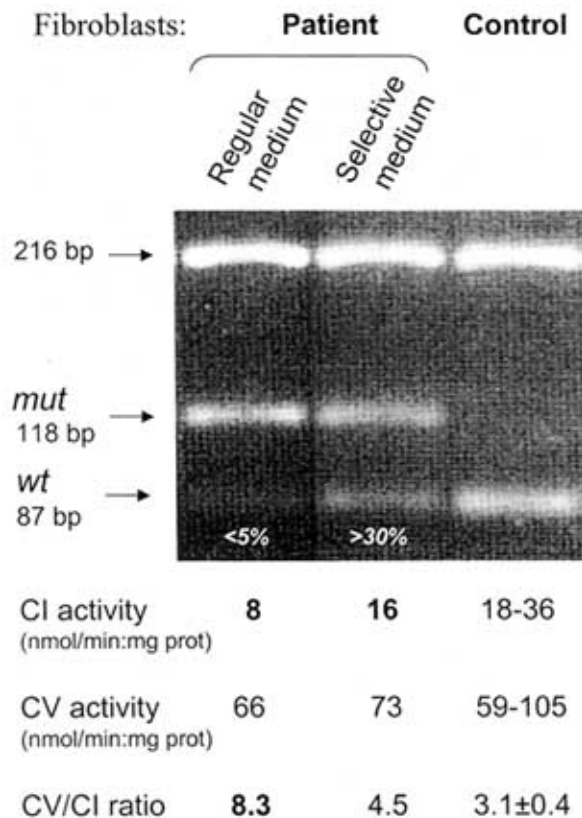 Fibroblasts: Patient Control
Regular medium
Selective medium
216 bp
mut
118 bp
wt
87 bp
<5% >30%
CI activity 8 16 18-36
(nmol/min:mg prot)
CV activity 66 73 59-105
(nmol/min:mg prot)
CV/CI ratio 8.3 4.5 3.1±0.4